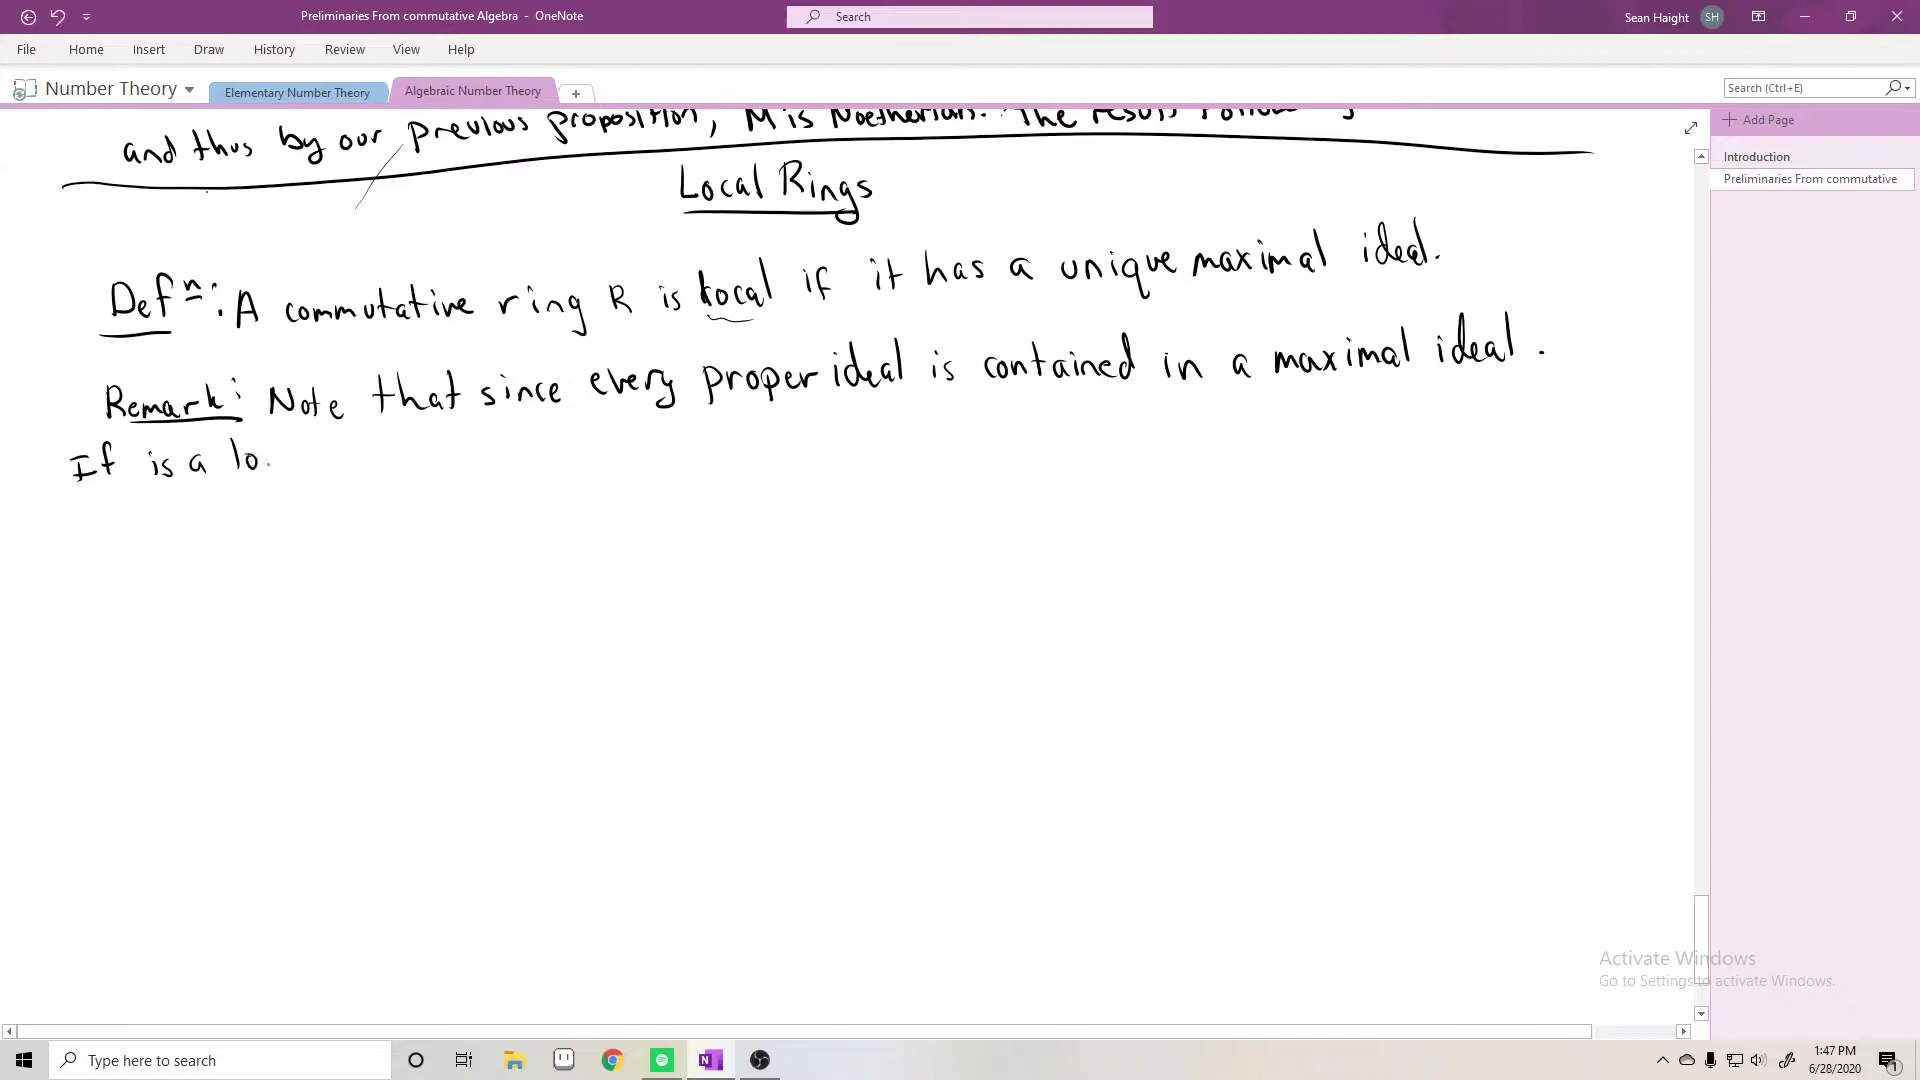 Preliminaries From commutative Algebra - OneNote
Search
Sean Haight
SH
File Home Insert Draw History Review View Help
Number Theory
Elementary Number Theory
Algebraic Number Theory
Search (Ctrl+E)
Add Page
Introduction
Preliminaries From commutative
and thus by our previous proposition, M is Noetherian. The result
Local Rings
Defn: A commutative ring R is local if it has a unique maximal ideal.
Remark: Note that since every proper ideal is contained in a maximal ideal.
If is a lo
Activate Windows
Go to Settings to activate Windows.
Type here to search
1:47 PM
6/28/2020
1